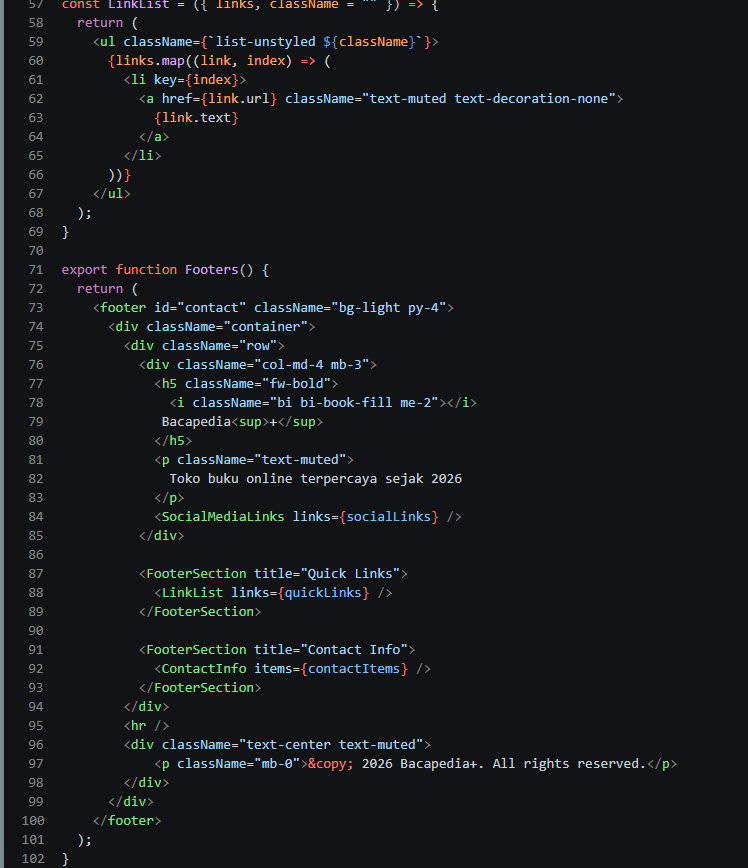 57 const LinkList = ({ links, className = "" }) => {
58   return (
59     <ul className={`list-unstyled ${className}`}>
60       {links.map((link, index) => (
61         <li key={index}>
62           <a href={link.url} className="text-muted text-decoration-none">
63             {link.text}
64           </a>
65         </li>
66       ))}
67     </ul>
68   );
69 }
70
71 export function Footers() {
72   return (
73     <footer id="contact" className="bg-light py-4">
74       <div className="container">
75         <div className="row">
76           <div className="col-md-4 mb-3">
77             <h5 className="fw-bold">
78               <i className="bi bi-book-fill me-2"></i>
79              Bacapedia<sup>+</sup>
80             </h5>
81             <p className="text-muted">
82               Toko buku online terpercaya sejak 2026
83             </p>
84             <SocialMediaLinks links={socialLinks} />
85           </div>
86
87           <FooterSection title="Quick Links">
88             <LinkList links={quickLinks} />
89           </FooterSection>
90
91           <FooterSection title="Contact Info">
92             <ContactInfo items={contactItems} />
93           </FooterSection>
94         </div>
95         <hr />
96         <div className="text-center text-muted">
97             <p className="mb-0">&copy; 2026 Bacapedia+. All rights reserved.</p>
98         </div>
99       </div>
100     </footer>
101   );
102 }